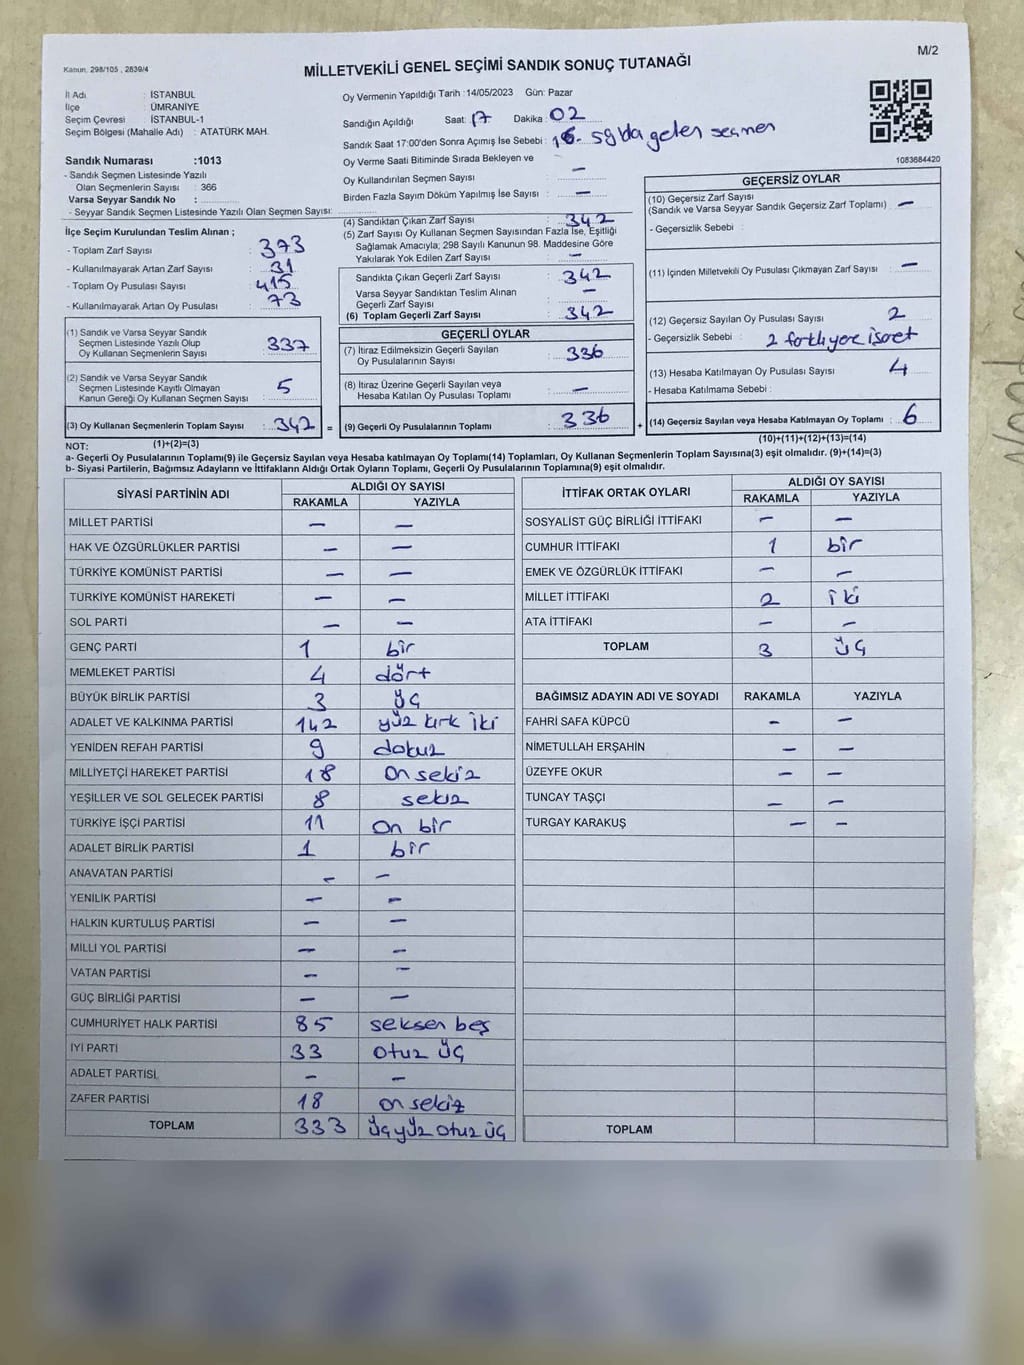 M/2
Kanun. 298/105 , 2839/4
MİLLETVEKİLİ GENEL SEÇİMİ SANDIK SONUÇ TUTANAĞI
İl Adı : İSTANBUL
İlçe : ÜMRANİYE
Seçim Çevresi : İSTANBUL-1
Seçim Bölgesi (Mahalle Adı) : ATATÜRK MAH.
Sandık Numarası :1013
- Sandık Seçmen Listesinde Yazılı
Olan Seçmenlerin Sayısı : 366
Varsa Seyyar Sandık No :
- Seyyar Sandık Seçmen Listesinde Yazılı Olan Seçmen Sayısı:
Oy Vermenin Yapıldığı Tarih :14/05/2023 Gün: Pazar
Sandığın Açıldığı Saat: 17 Dakika : 02
Sandık Saat 17:00'den Sonra Açımış İse Sebebi : 16. 59'da gelen seçmen
Oy Verme Saati Bitiminde Sırada Bekleyen ve
Oy Kullandırılan Seçmen Sayısı : —
Birden Fazla Sayım Döküm Yapılmış İse Sayısı : —
1083684420
İlçe Seçim Kurulundan Teslim Alınan ;
- Toplam Zarf Sayısı : 373
- Kullanılmayarak Artan Zarf Sayısı : 31
- Toplam Oy Pusulası Sayısı : 415
- Kullanılmayarak Artan Oy Pusulası : 73
(1) Sandık ve Varsa Seyyar Sandık
Seçmen Listesinde Yazılı Olup
Oy Kullanan Seçmenlerin Sayısı : 337
(2) Sandık ve Varsa Seyyar Sandık
Seçmen Listesinde Kayıtlı Olmayan
Kanun Gereği Oy Kullanan Seçmen Sayısı : 5
(3) Oy Kullanan Seçmenlerin Toplam Sayısı : 342 =
(4) Sandıktan Çıkan Zarf Sayısı : 342
(5) Zarf Sayısı Oy Kullanan Seçmen Sayısından Fazla İse, Eşitliği
Sağlamak Amacıyla; 298 Sayılı Kanunun 98. Maddesine Göre
Yakılarak Yok Edilen Zarf Sayısı : —
Sandıkta Çıkan Geçerli Zarf Sayısı : 342
Varsa Seyyar Sandıktan Teslim Alınan
Geçerli Zarf Sayısı : —
(6) Toplam Geçerli Zarf Sayısı : 342
GEÇERLİ OYLAR
(7) İtiraz Edilmeksizin Geçerli Sayılan
Oy Pusulalarının Sayısı : 336
(8) İtiraz Üzerine Geçerli Sayılan veya
Hesaba Katılan Oy Pusulası Toplamı : —
(9) Geçerli Oy Pusulalarının Toplamı : 336 +
GEÇERSİZ OYLAR
(10) Geçersiz Zarf Sayısı
(Sandık ve Varsa Seyyar Sandık Geçersiz Zarf Toplamı) : —
- Geçersizlik Sebebi :
(11) İçinden Milletvekili Oy Pusulası Çıkmayan Zarf Sayısı : —
(12) Geçersiz Sayılan Oy Pusulası Sayısı : 2
- Geçersizlik Sebebi : 2 farklı yere işaret
(13) Hesaba Katılmayan Oy Pusulası Sayısı : 4
- Hesaba Katılmama Sebebi :
(14) Geçersiz Sayılan veya Hesaba Katılmayan Oy Pusulası Toplamı : 6
NOT: (1)+(2)=(3) (10)+(11)+(12)+(13)=(14)
a- Geçerli Oy Pusulalarının Toplamı(9) ile Geçersiz Sayılan veya Hesaba katılmayan Oy Pusulası Toplamı(14) Toplamları, Oy Kullanan Seçmenlerin Toplam Sayısına(3) eşit olmalıdır. (9)+(14)=(3)
b- Siyasi Partilerin, Bağımsız Adayların ve İttifakların Aldığı Ortak Oyların Toplamı, Geçerli Oy Pusulalarının Toplamına(9) eşit olmalıdır.
SİYASİ PARTİNİN ADI ALDIĞI OY SAYISI
RAKAMLA YAZIYLA
MİLLET PARTİSİ — —
HAK VE ÖZGÜRLÜKLER PARTİSİ — —
TÜRKİYE KOMÜNİST PARTİSİ — —
TÜRKİYE KOMÜNİST HAREKETİ — —
SOL PARTİ — —
GENÇ PARTİ 1 bir
MEMLEKET PARTİSİ 4 dört
BÜYÜK BİRLİK PARTİSİ 3 üç
ADALET VE KALKINMA PARTİSİ 142 yüz kırk iki
YENİDEN REFAH PARTİSİ 9 dokuz
MİLLİYETÇİ HAREKET PARTİSİ 18 on sekiz
YEŞİLLER VE SOL GELECEK PARTİSİ 8 sekiz
TÜRKİYE İŞÇİ PARTİSİ 11 on bir
ADALET BİRLİK PARTİSİ 1 bir
ANAVATAN PARTİSİ — —
YENİLİK PARTİSİ — —
HALKIN KURTULUŞ PARTİSİ — —
MİLLİ YOL PARTİSİ — —
VATAN PARTİSİ — —
GÜÇ BİRLİĞİ PARTİSİ — —
CUMHURİYET HALK PARTİSİ 85 seksen beş
İYİ PARTİ 33 otuz üç
ADALET PARTİSİ — —
ZAFER PARTİSİ 18 on sekiz
TOPLAM 333 üçyüz otuz üç
İTTİFAK ORTAK OYLARI ALDIĞI OY SAYISI
RAKAMLA YAZIYLA
SOSYALİST GÜÇ BİRLİĞİ İTTİFAKI — —
CUMHUR İTTİFAKI 1 bir
EMEK VE ÖZGÜRLÜK İTTİFAKI — —
MİLLET İTTİFAKI 2 iki
ATA İTTİFAKI — —
TOPLAM 3 üç
BAĞIMSIZ ADAYIN ADI VE SOYADI RAKAMLA YAZIYLA
FAHRİ SAFA KÜPCÜ — —
NİMETULLAH ERŞAHİN — —
ÜZEYFE OKUR — —
TUNCAY TAŞÇI — —
TURGAY KARAKUŞ — —
TOPLAM